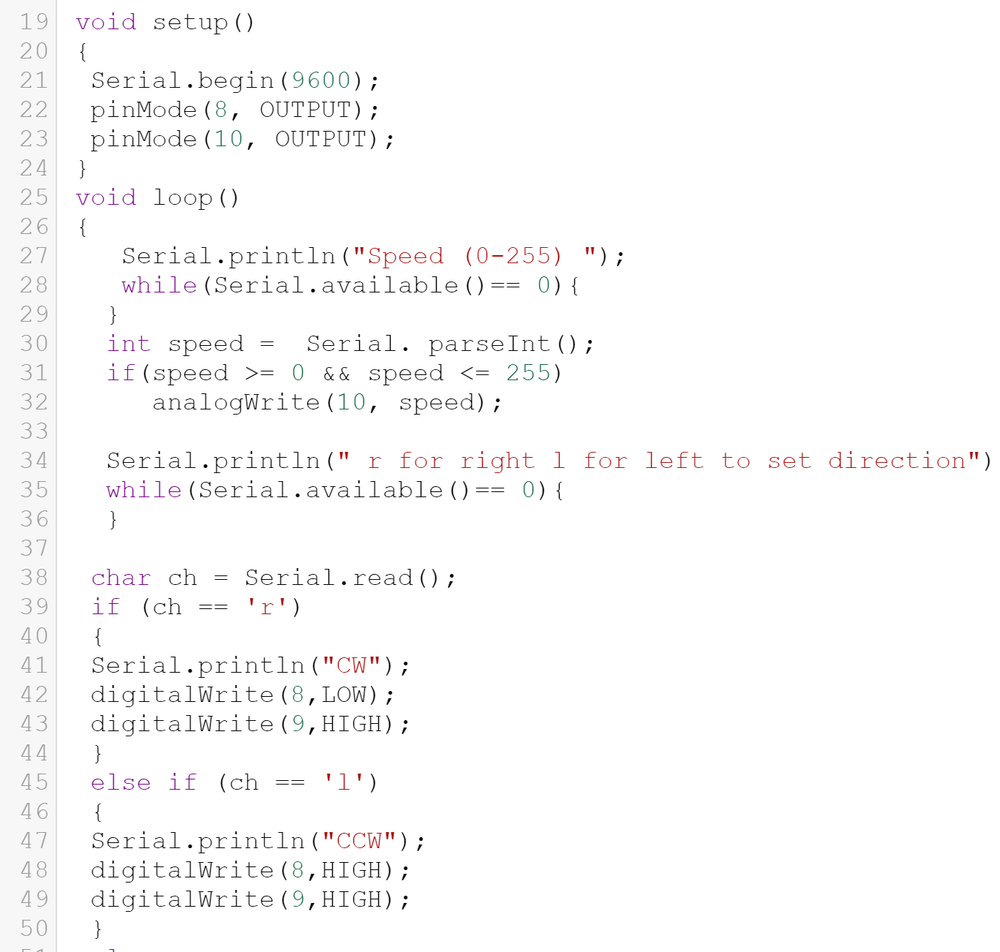 19 void setup()
20 {
21 Serial.begin(9600);
22 pinMode(8, OUTPUT);
23 pinMode(10, OUTPUT);
24 }
25 void loop()
26 {
27 Serial.println("Speed (0-255) ");
28 while(Serial.available()== 0){
29 }
30 int speed =  Serial. parseInt();
31 if(speed >= 0 && speed <= 255)
32 analogWrite(10, speed);
33
34 Serial.println(" r for right l for left to set direction")
35 while(Serial.available()== 0){
36 }
37
38 char ch = Serial.read();
39 if (ch == 'r')
40 {
41 Serial.println("CW");
42 digitalWrite(8,LOW);
43 digitalWrite(9,HIGH);
44 }
45 else if (ch == 'l')
46 {
47 Serial.println("CCW");
48 digitalWrite(8,HIGH);
49 digitalWrite(9,HIGH);
50 }